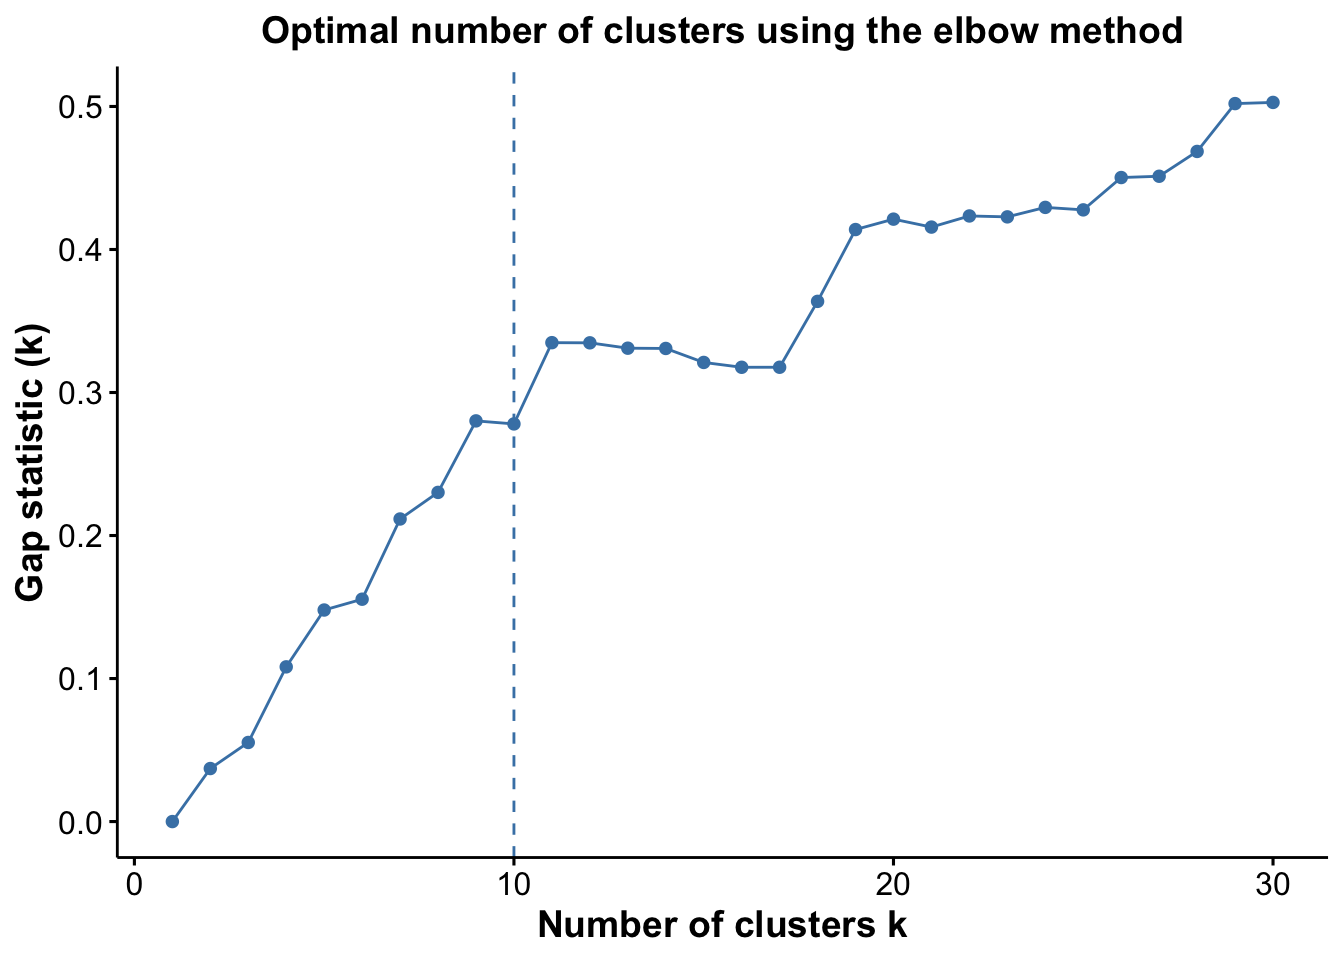 Optimal number of clusters using the elbow method
Gap statistic (k)
0.5
0.4
0.3
0.2
0.1
0.0
0 10 20 30
Number of clusters k